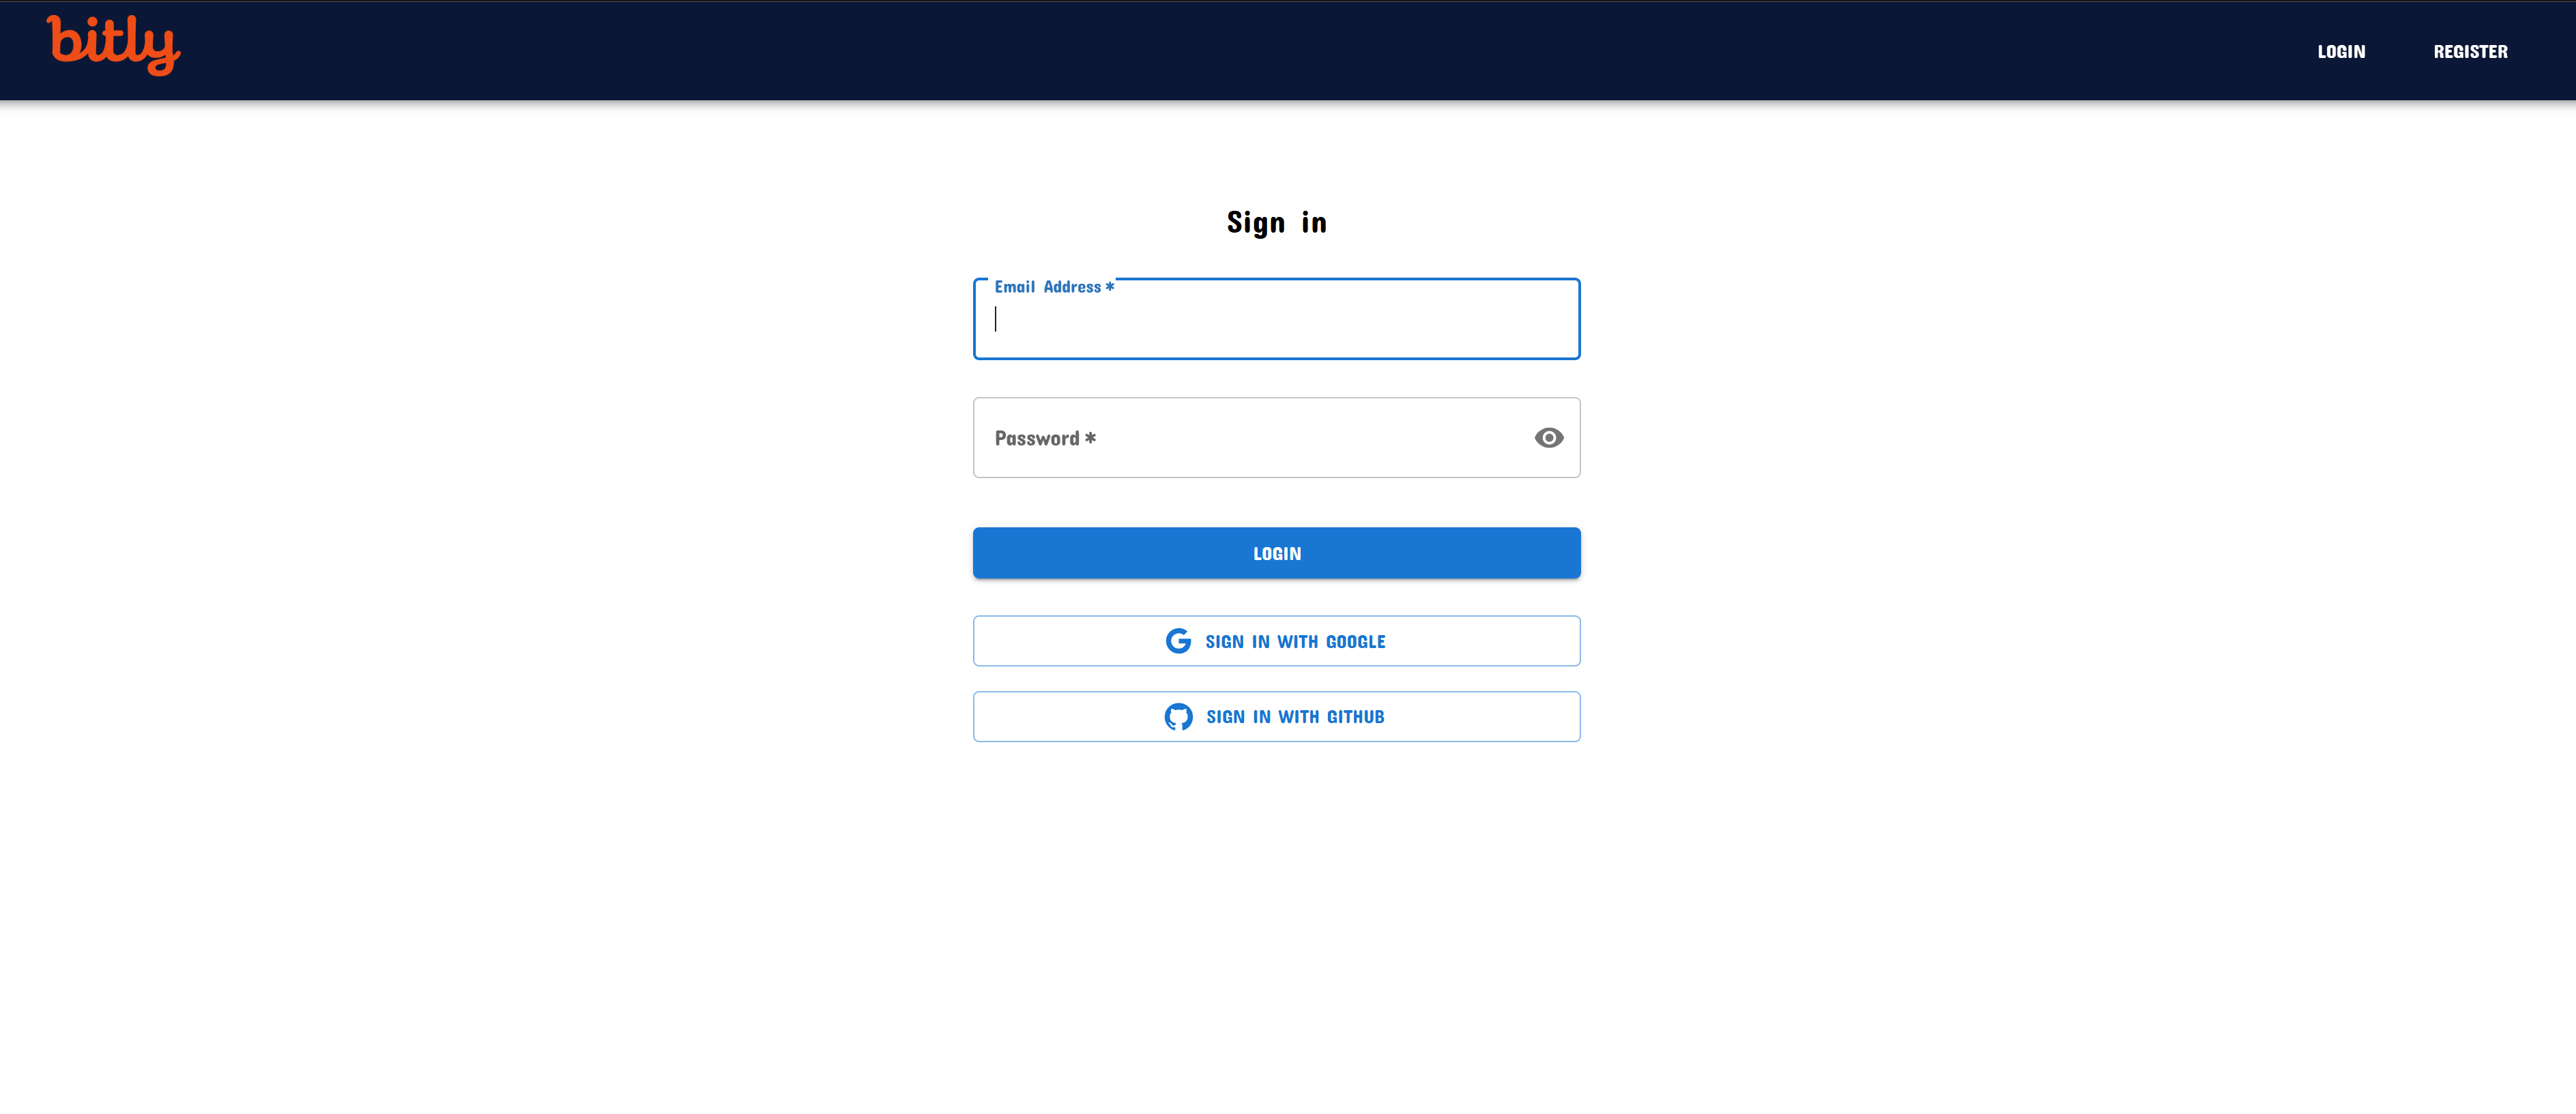 bitly
LOGIN
REGISTER
Sign in
Email Address *
Password *
LOGIN
SIGN IN WITH GOOGLE
SIGN IN WITH GITHUB